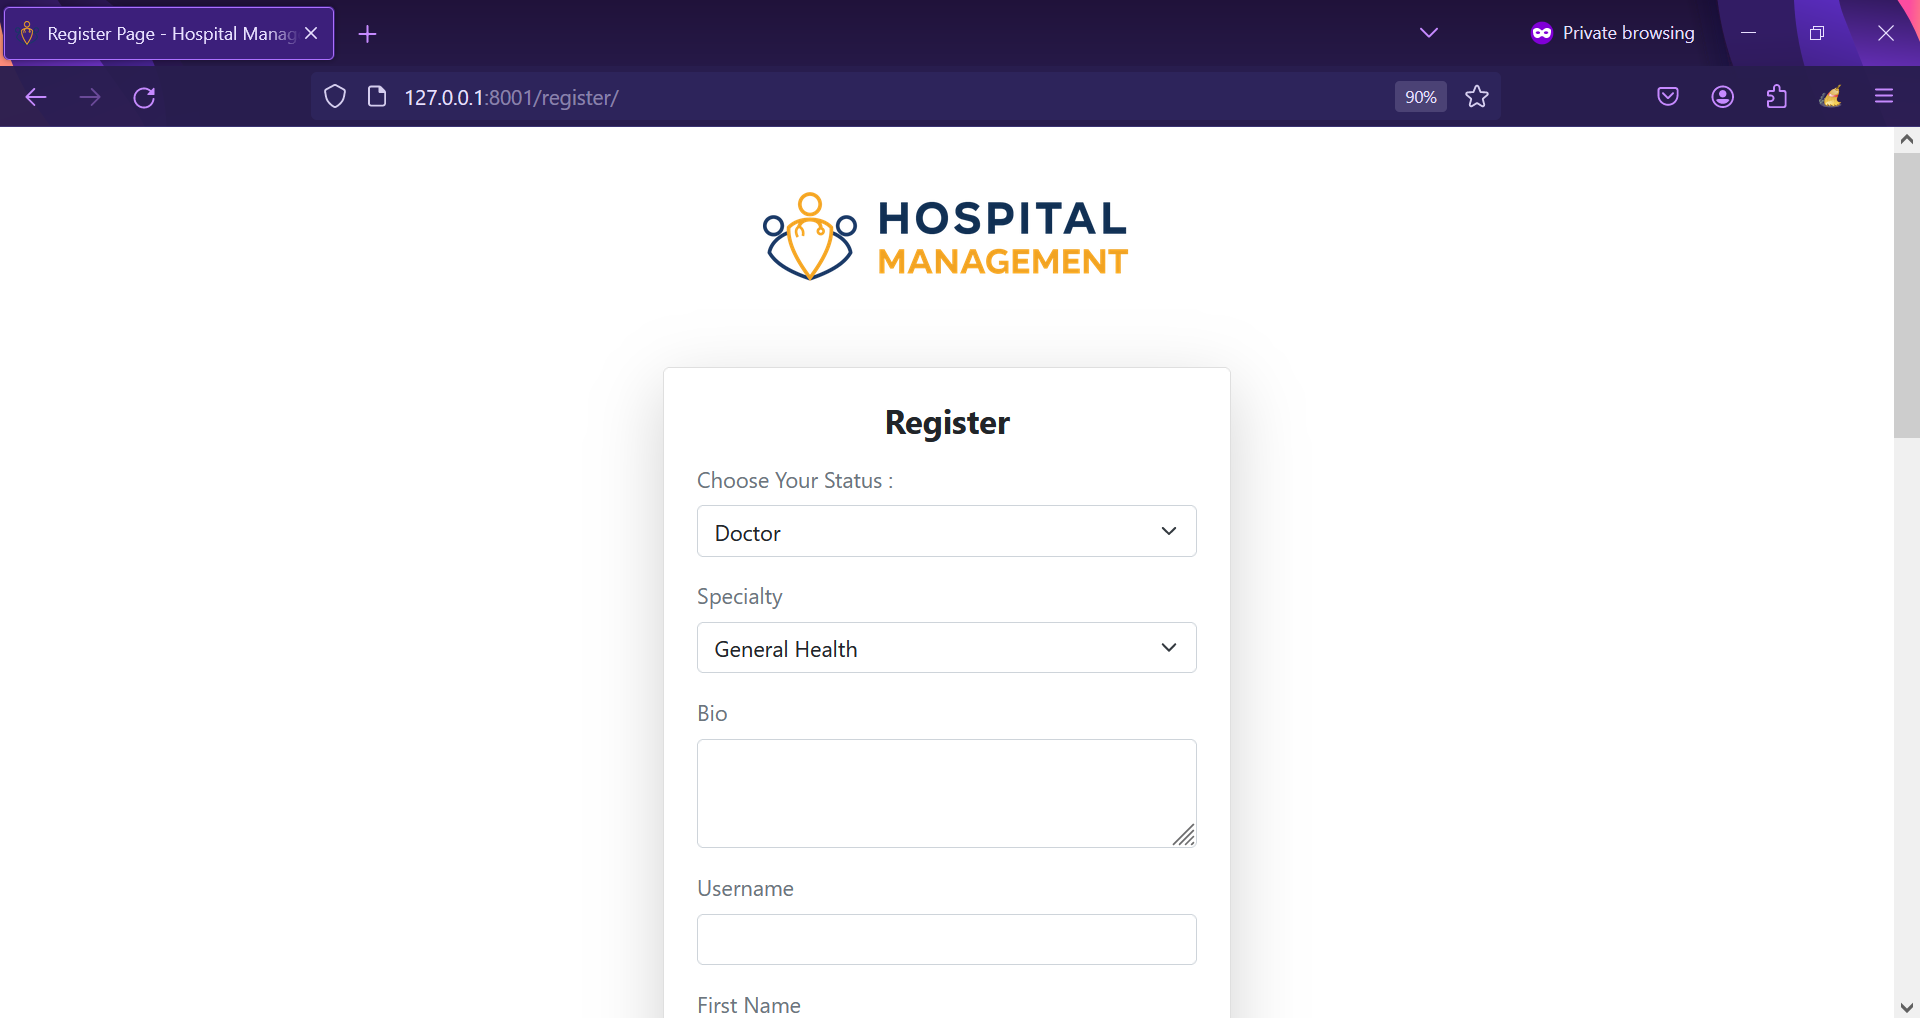 Register Page - Hospital Manag
Private browsing
127.0.0.1:8001/register/
90%
HOSPITAL
MANAGEMENT
Register
Choose Your Status :
Doctor
Specialty
General Health
Bio
Username
First Name